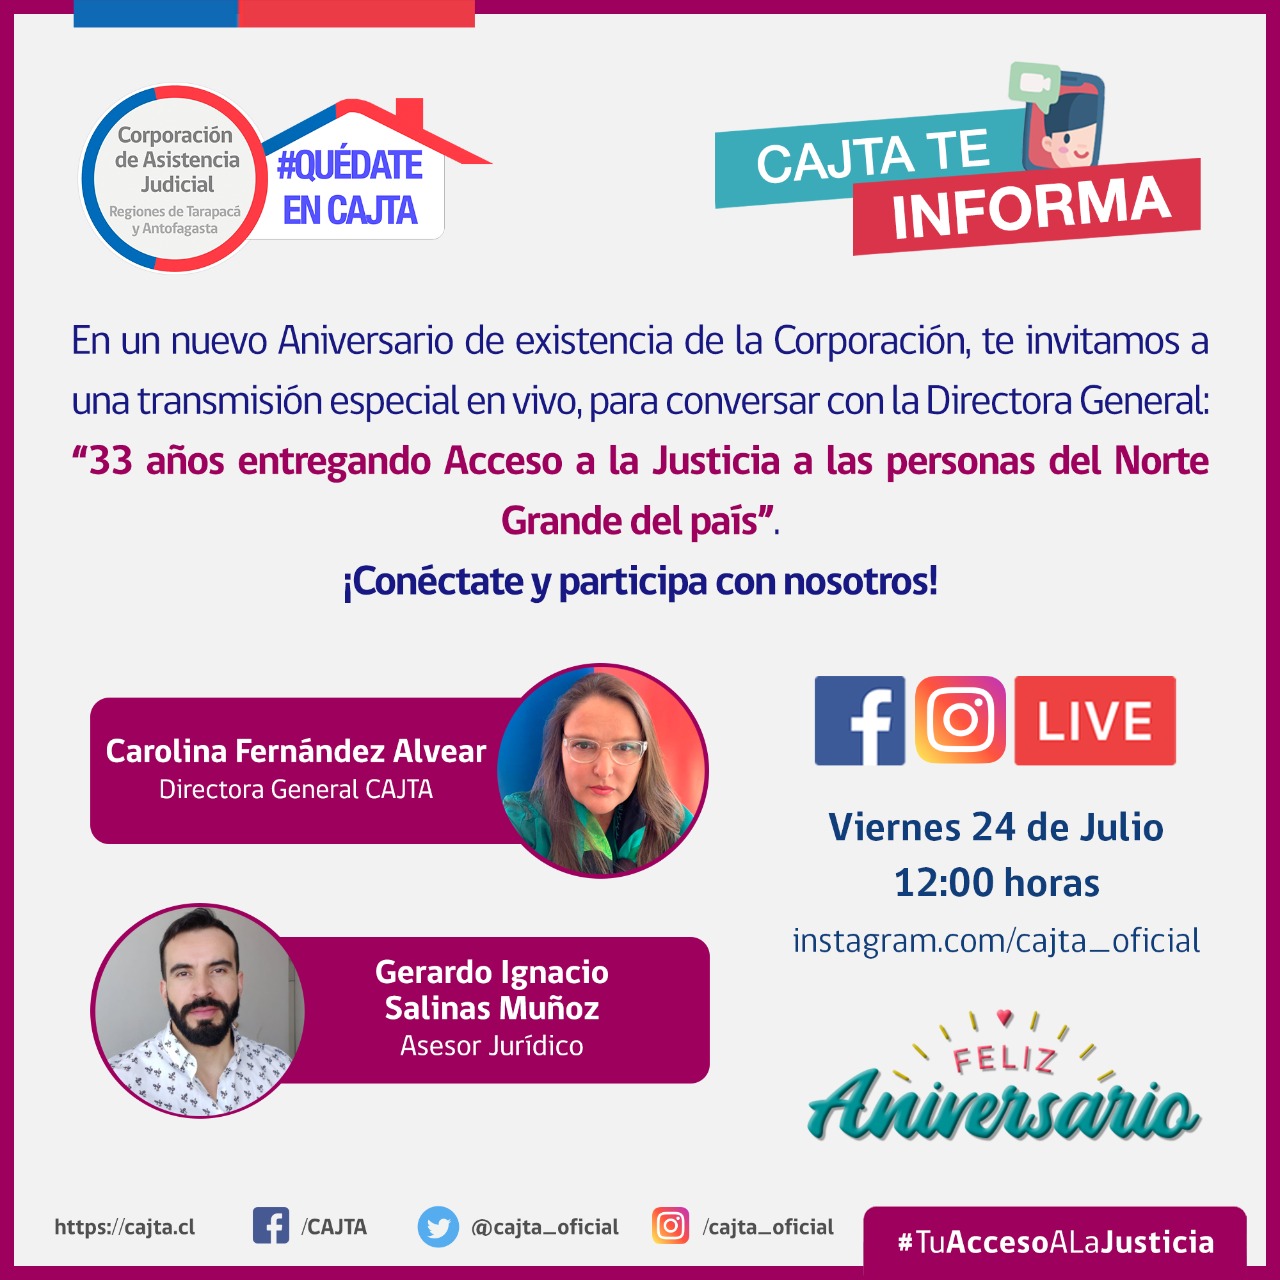 Corporación
de Asistencia
Judicial
Regiones de Tarapacá
y Antofagasta
#QUÉDATE
EN CAJTA
CAJTA TE
INFORMA
En un nuevo Aniversario de existencia de la Corporación, te invitamos a
una transmisión especial en vivo, para conversar con la Directora General:
“33 años entregando Acceso a la Justicia a las personas del Norte
Grande del país”.
¡Conéctate y participa con nosotros!
Carolina Fernández Alvear
Directora General CAJTA
Gerardo Ignacio
Salinas Muñoz
Asesor Jurídico
LIVE
Viernes 24 de Julio
12:00 horas
instagram.com/cajta_oficial
FELIZ
Aniversario
https://cajta.cl
/CAJTA
@cajta_oficial
/cajta_oficial
#TuAccesoALaJusticia